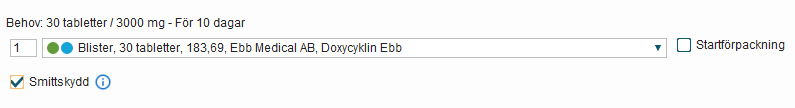 Behov: 30 tabletter / 3000 mg - För 10 dagar
1 Blister, 30 tabletter, 183,69, Ebb Medical AB, Doxycyklin Ebb Startförpackning
Smittskydd